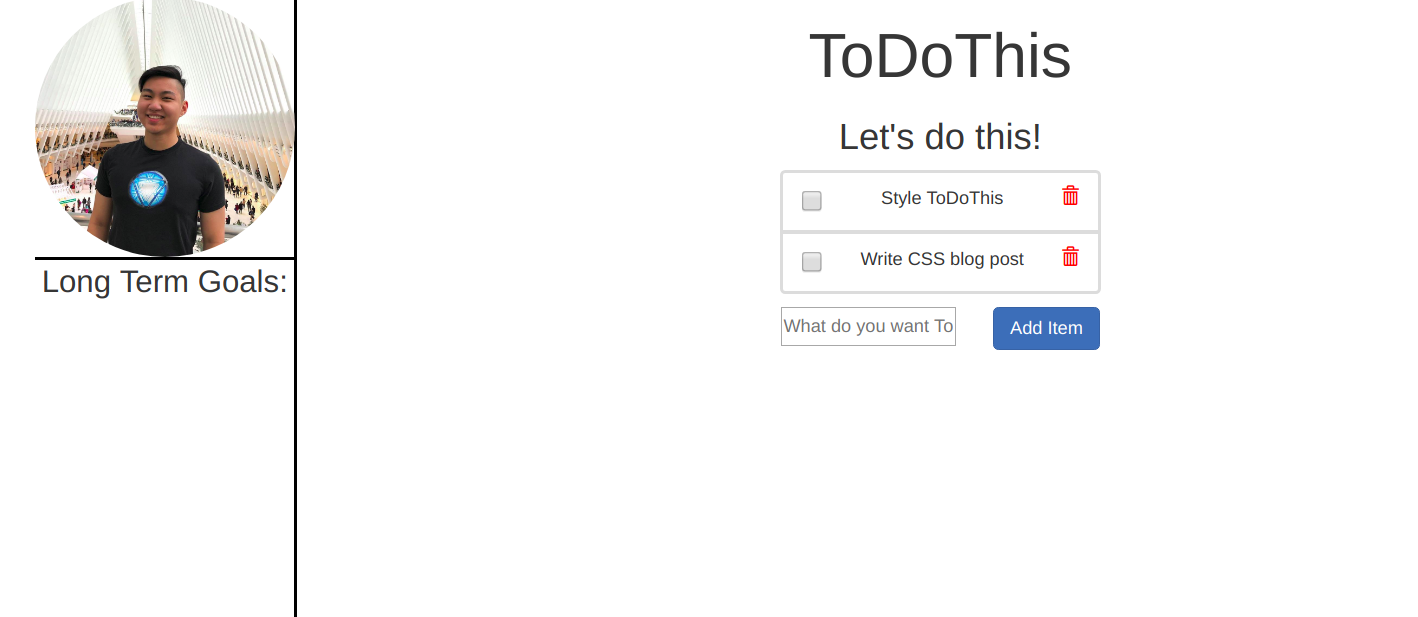 ToDoThis
Let's do this!
Style ToDoThis
Write CSS blog post
What do you want To
Add Item
Long Term Goals: